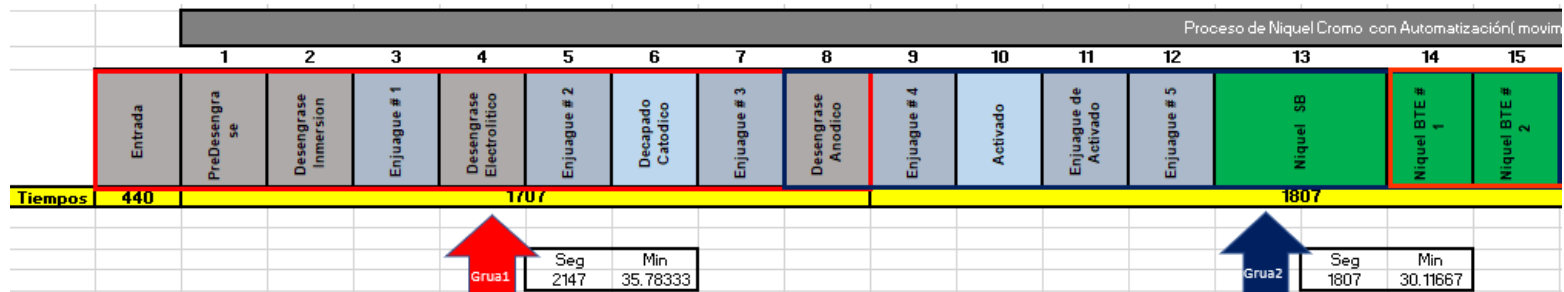 Proceso de Niquel Cromo con Automatización( movim
1 2 3 4 5 6 7 8 9 10 11 12 13 14 15
Entrada
PreDesengra
se
Desengrase
Inmersion
Enjuague # 1
Desengrase
Electrolitico
Enjuague # 2
Decapado
Catodico
Enjuague # 3
Desengrase
Anodico
Enjuague # 4
Activado
Enjuague de
Activado
Enjuague # 5
Niquel SB
Niquel BTE #
1
Niquel BTE #
2
Tiempos 440 1707 1807
Grua1
Seg Min
2147 35.78333
Grua2
Seg Min
1807 30.11667